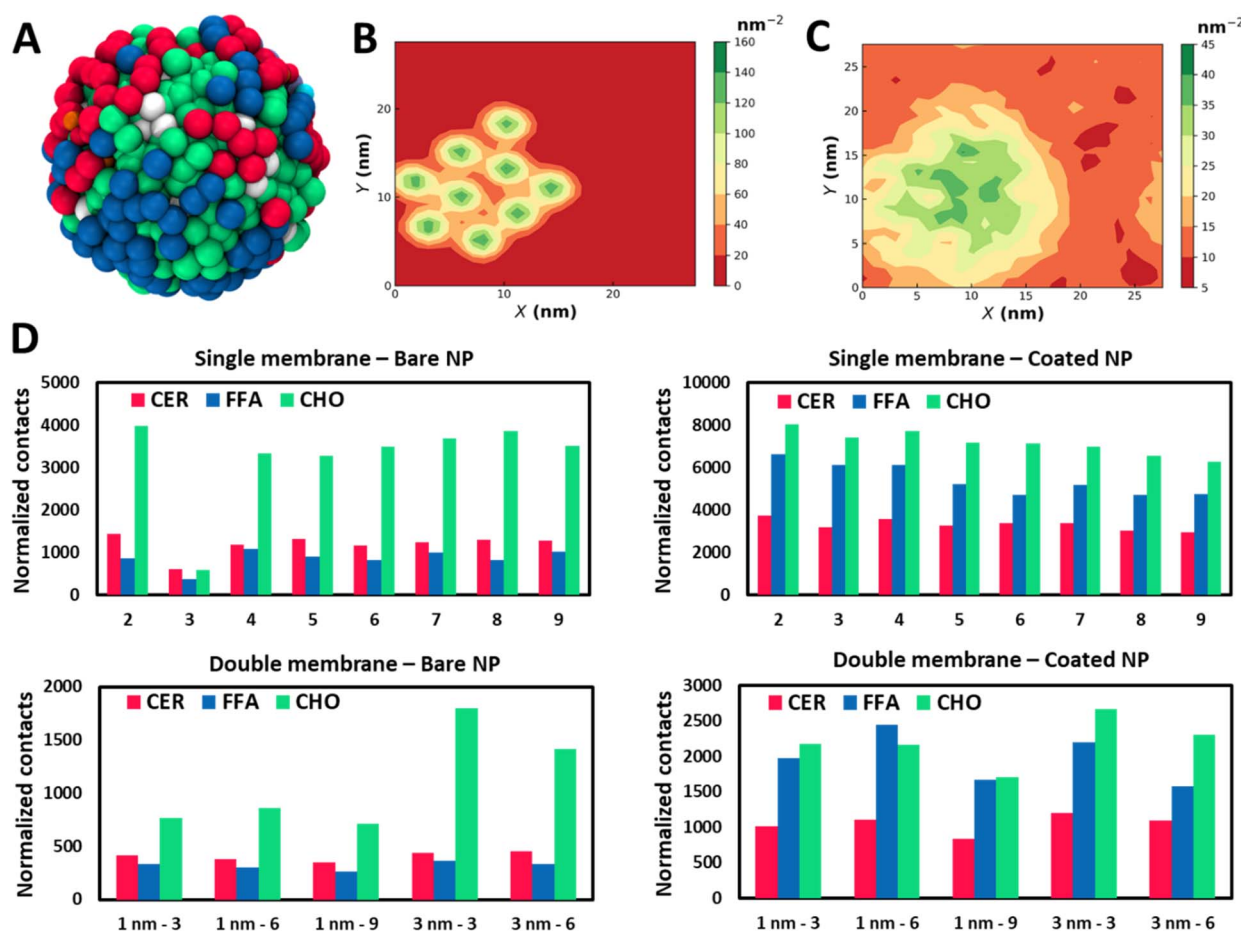 A
B
nm⁻²
160
140
120
100
80
60
40
20
0
20
10
0
0
10
20
Y (nm)
X (nm)
C
nm⁻²
45
40
35
30
25
20
15
10
5
25
20
15
10
5
0
0
5
10
15
20
25
Y (nm)
X (nm)
D
Single membrane – Bare NP
CER FFA CHO
Normalized contacts
5000
4000
3000
2000
1000
0
2 3 4 5 6 7 8 9
Single membrane – Coated NP
CER FFA CHO
Normalized contacts
10000
8000
6000
4000
2000
0
2 3 4 5 6 7 8 9
Double membrane – Bare NP
CER FFA CHO
Normalized contacts
2000
1500
1000
500
0
1 nm - 3 1 nm - 6 1 nm - 9 3 nm - 3 3 nm - 6
Double membrane – Coated NP
CER FFA CHO
Normalized contacts
3000
2500
2000
1500
1000
500
0
1 nm - 3 1 nm - 6 1 nm - 9 3 nm - 3 3 nm - 6